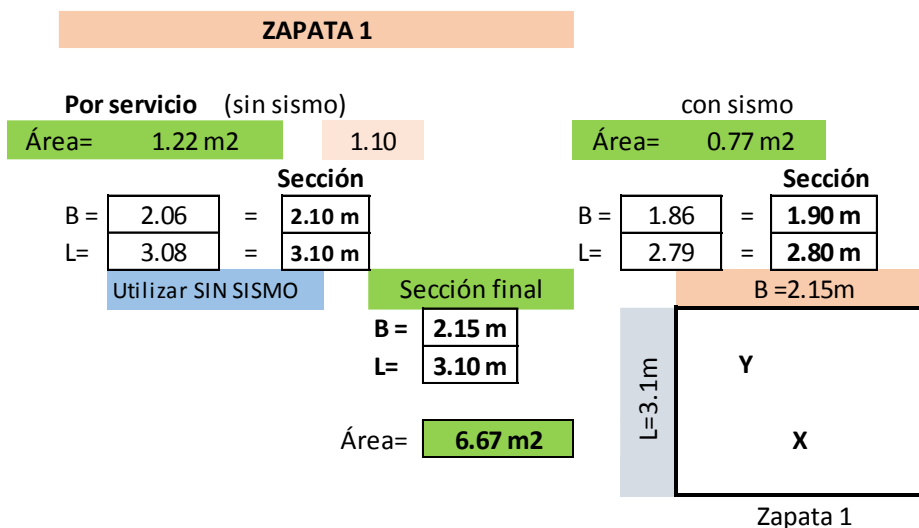 ZAPATA 1
Por servicio (sin sismo) con sismo
Área= 1.22 m2 1.10 Área= 0.77 m2
Sección Sección
B = 2.06 = 2.10 m B = 1.86 = 1.90 m
L= 3.08 = 3.10 m L= 2.79 = 2.80 m
Utilizar SIN SISMO Sección final B =2.15m
B = 2.15 m
L= 3.10 m
L=3.1m
Y
X
Área= 6.67 m2
Zapata 1